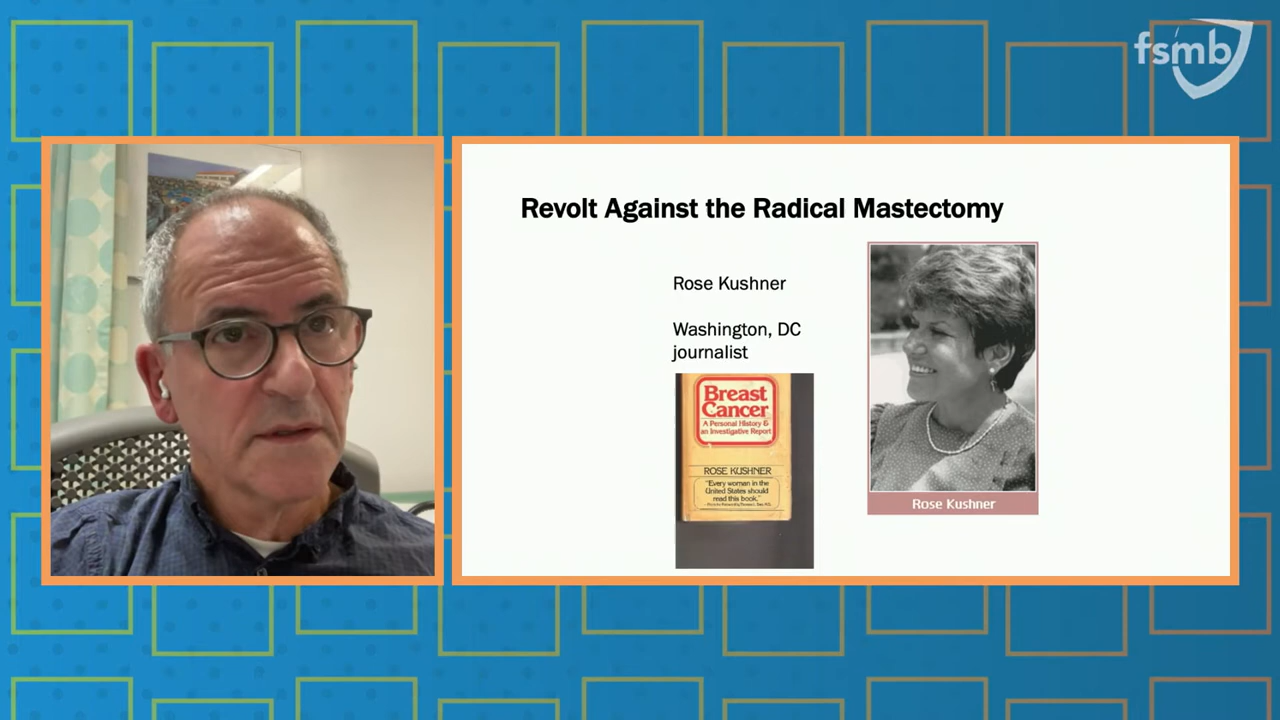 fsmb
Revolt Against the Radical Mastectomy
Rose Kushner
Washington, DC
journalist
Breast
Cancer
A Personal History &
an Investigative Report
ROSE KUSHNER
"Every woman in the
United States should
read this book."
Rose Kushner